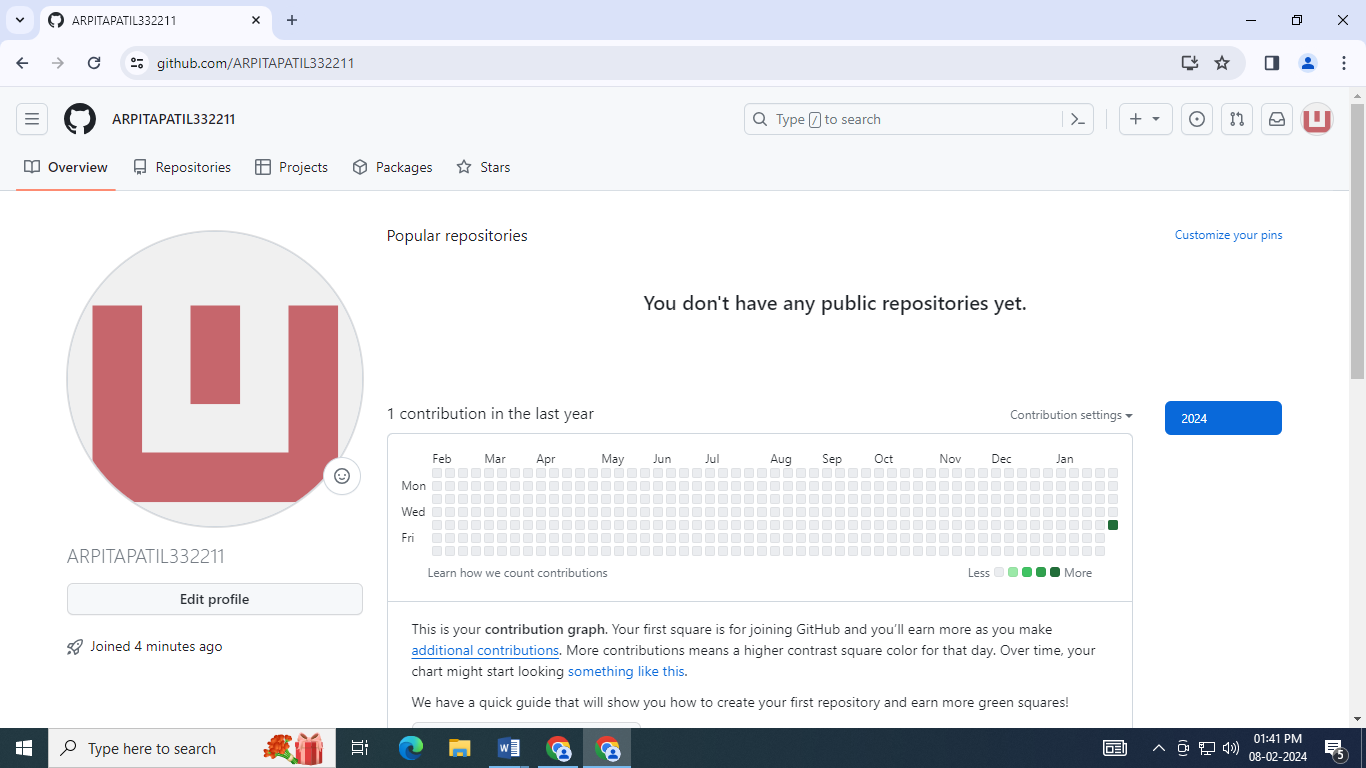 ARPITAPATIL332211
github.com/ARPITAPATIL332211
ARPITAPATIL332211
Type / to search
Overview
Repositories
Projects
Packages
Stars
Popular repositories
Customize your pins
You don't have any public repositories yet.
1 contribution in the last year
Contribution settings
2024
Feb Mar Apr May Jun Jul Aug Sep Oct Nov Dec Jan
Mon
Wed
Fri
Learn how we count contributions
Less More
ARPITAPATIL332211
Edit profile
Joined 4 minutes ago
This is your contribution graph. Your first square is for joining GitHub and you’ll earn more as you make
additional contributions. More contributions means a higher contrast square color for that day. Over time, your
chart might start looking something like this.
We have a quick guide that will show you how to create your first repository and earn more green squares!
Type here to search
01:41 PM
08-02-2024
5